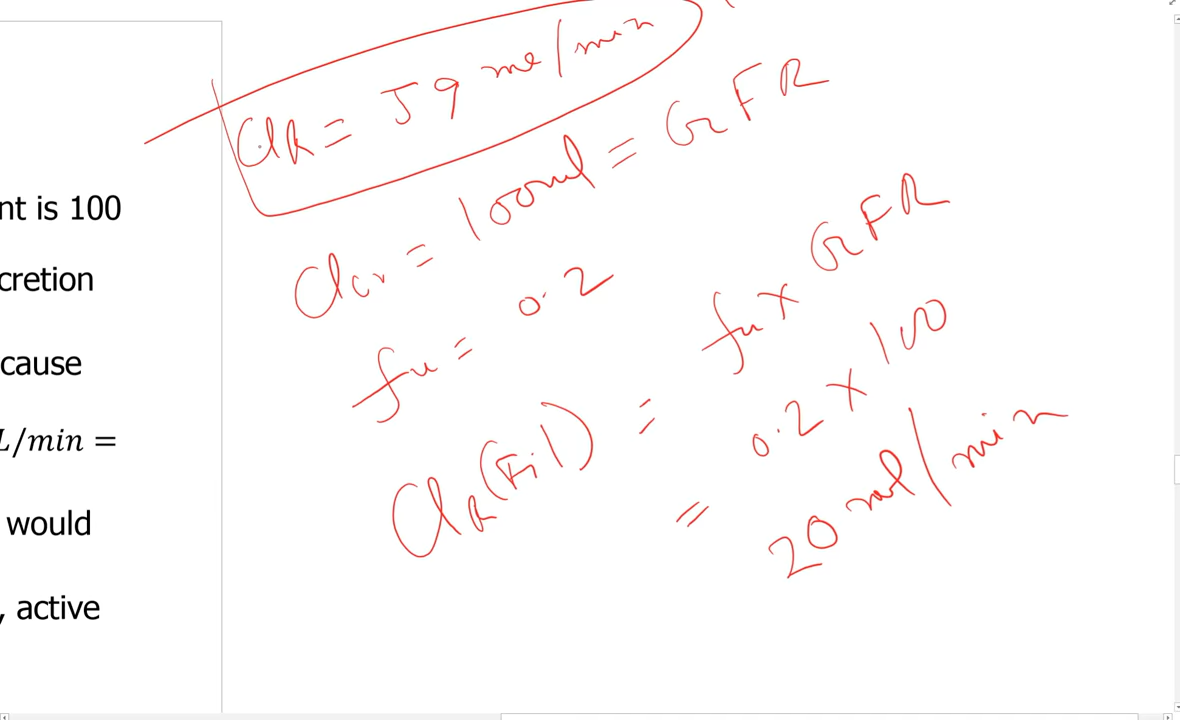 ClR = 59 ml/min
Clcr = 100ml = GFR
nt is 100
cretion
fu = 0.2
cause
ClR(Fil) = fu x GFR
L/min =
0.2 x 100
would
= 20 ml/min
, active